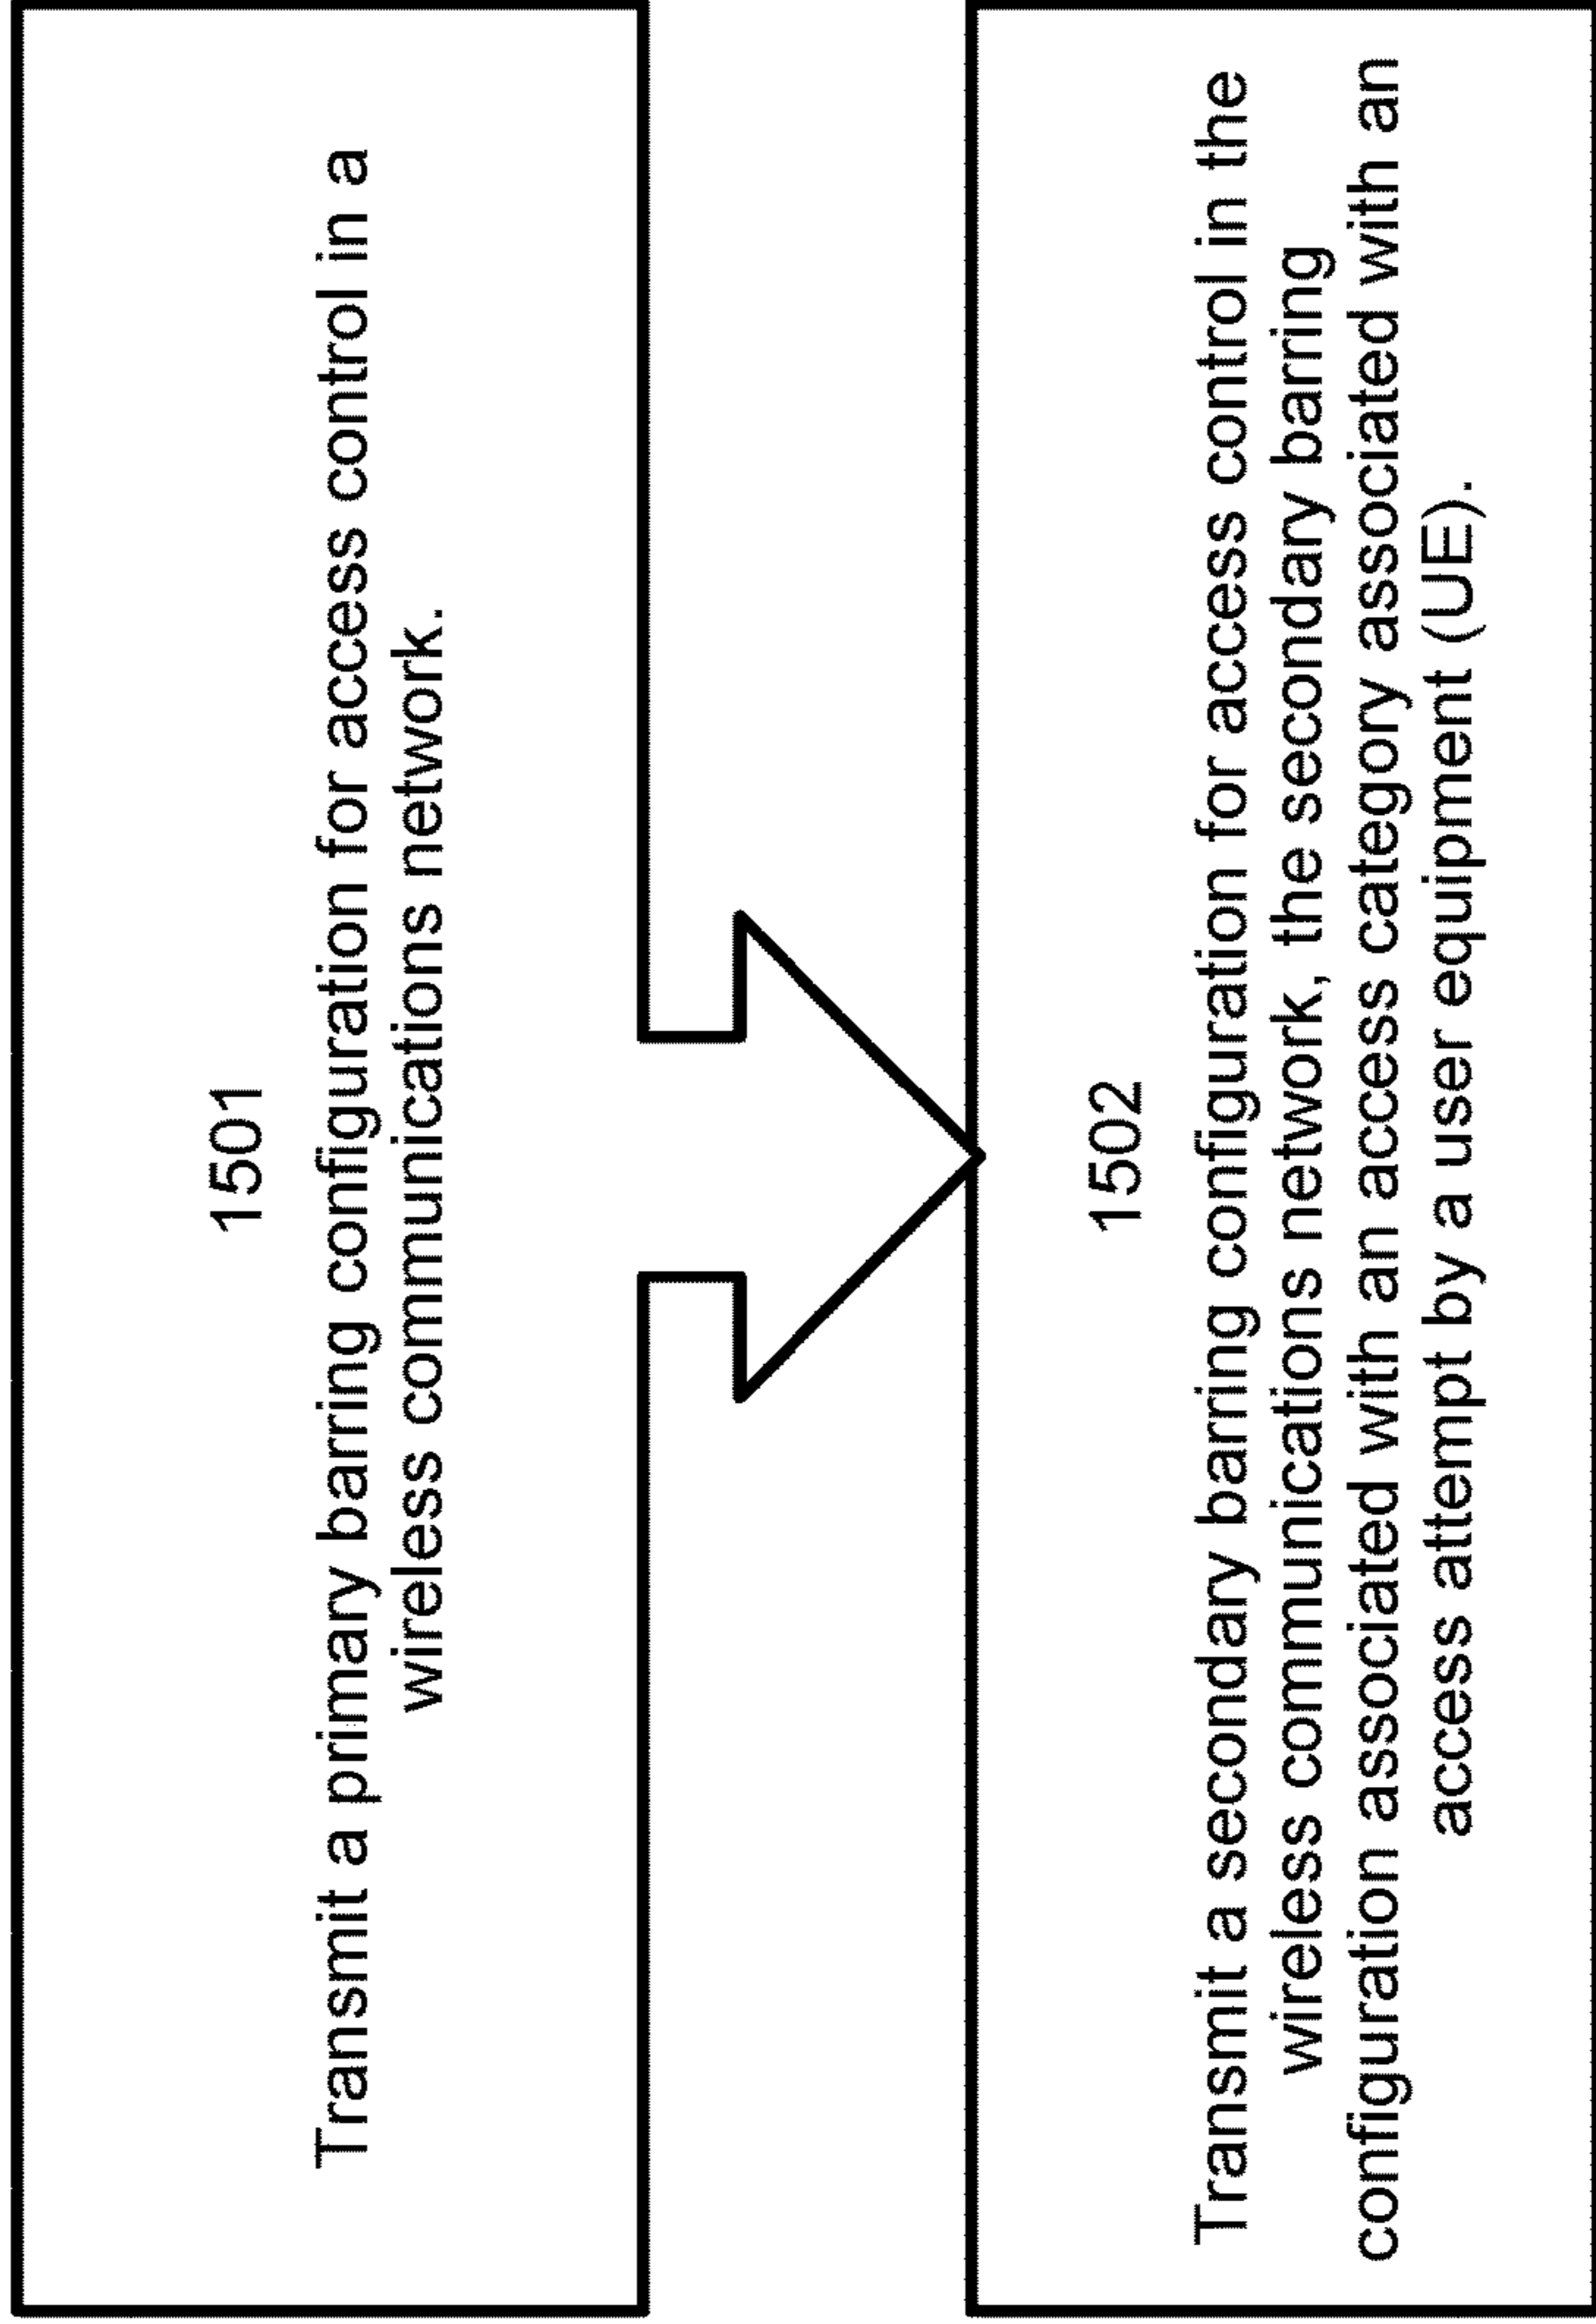 1501
Transmit a primary barring configuration for access control in a
wireless communications network.
1502
Transmit a secondary barring configuration for access control in the
wireless communications network, the secondary barring
configuration associated with an access category associated with an
access attempt by a user equipment (UE).